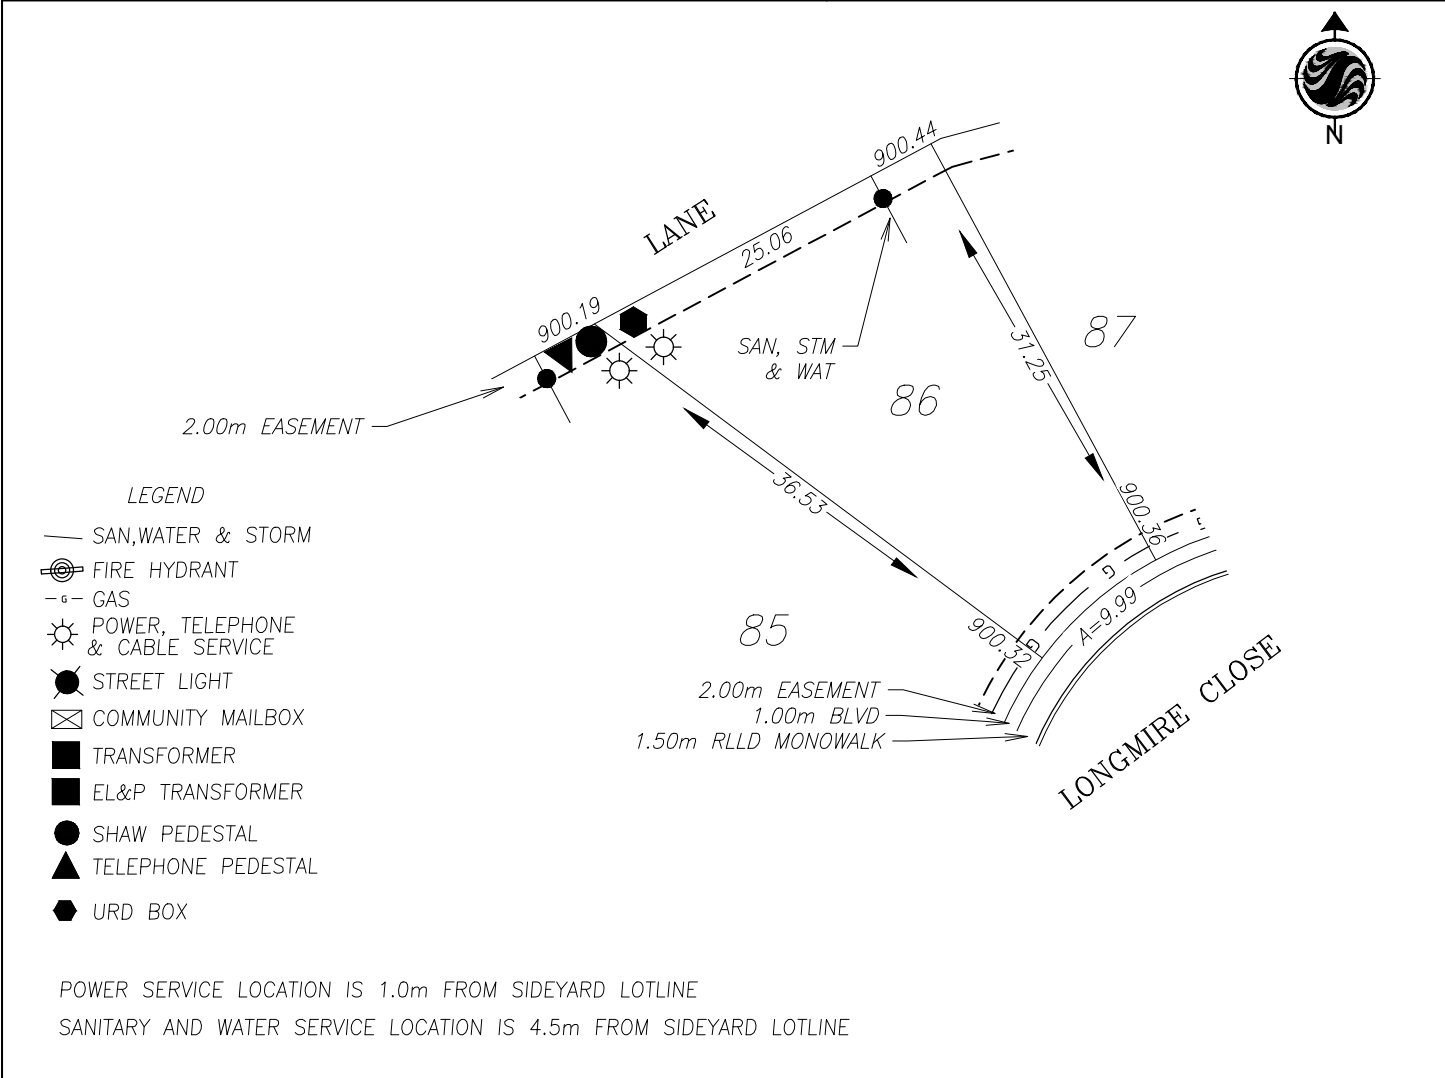 N
900.44
LANE
25.06
900.19
SAN, STM
& WAT
31.25
87
86
2.00m EASEMENT
36.53
900.36
G
G
G
A=9.99
85
900.32
2.00m EASEMENT
1.00m BLVD
1.50m RLLD MONOWALK
LONGMIRE CLOSE
LEGEND
SAN,WATER & STORM
FIRE HYDRANT
G GAS
POWER, TELEPHONE
& CABLE SERVICE
STREET LIGHT
COMMUNITY MAILBOX
TRANSFORMER
EL&P TRANSFORMER
SHAW PEDESTAL
TELEPHONE PEDESTAL
URD BOX
POWER SERVICE LOCATION IS 1.0m FROM SIDEYARD LOTLINE
SANITARY AND WATER SERVICE LOCATION IS 4.5m FROM SIDEYARD LOTLINE